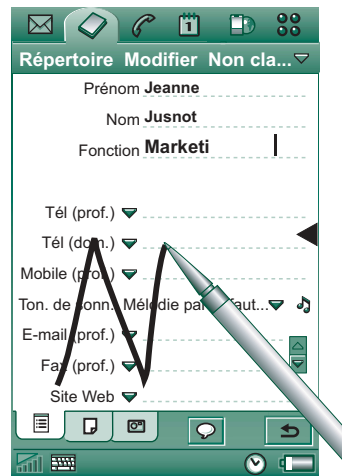 Répertoire Modifier Non cla...
Prénom Jeanne
Nom Jusnot
Fonction Marketi
Tél (prof.)
Tél (dom.)
Mobile (prof.)
Ton. de sonn. Mélodie par défaut...
E-mail (prof.)
Fax (prof.)
Site Web